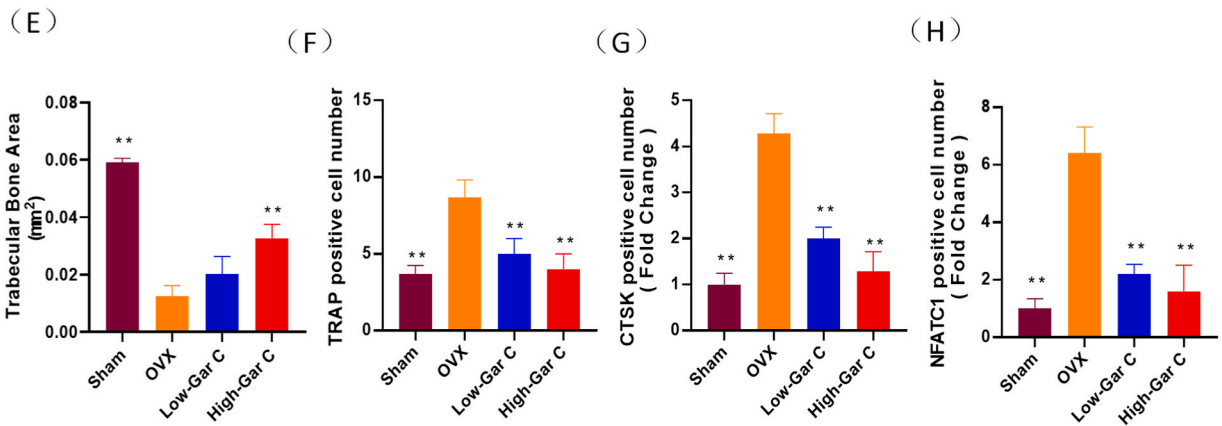 （E）
Trabecular Bone Area
(mm²)
0.08
0.06
0.04
0.02
0.00
**
**
Sham
OVX
Low-Gar C
High-Gar C
（F）
TRAP positive cell number
15
10
5
0
**
**
**
Sham
OVX
Low-Gar C
High-Gar C
（G）
CTSK positive cell number
( Fold Change )
5
4
3
2
1
0
**
**
**
Sham
OVX
Low-Gar C
High-Gar C
（H）
NFATC1 positive cell number
( Fold Change )
8
6
4
2
0
**
**
**
Sham
OVX
Low-Gar C
High-Gar C